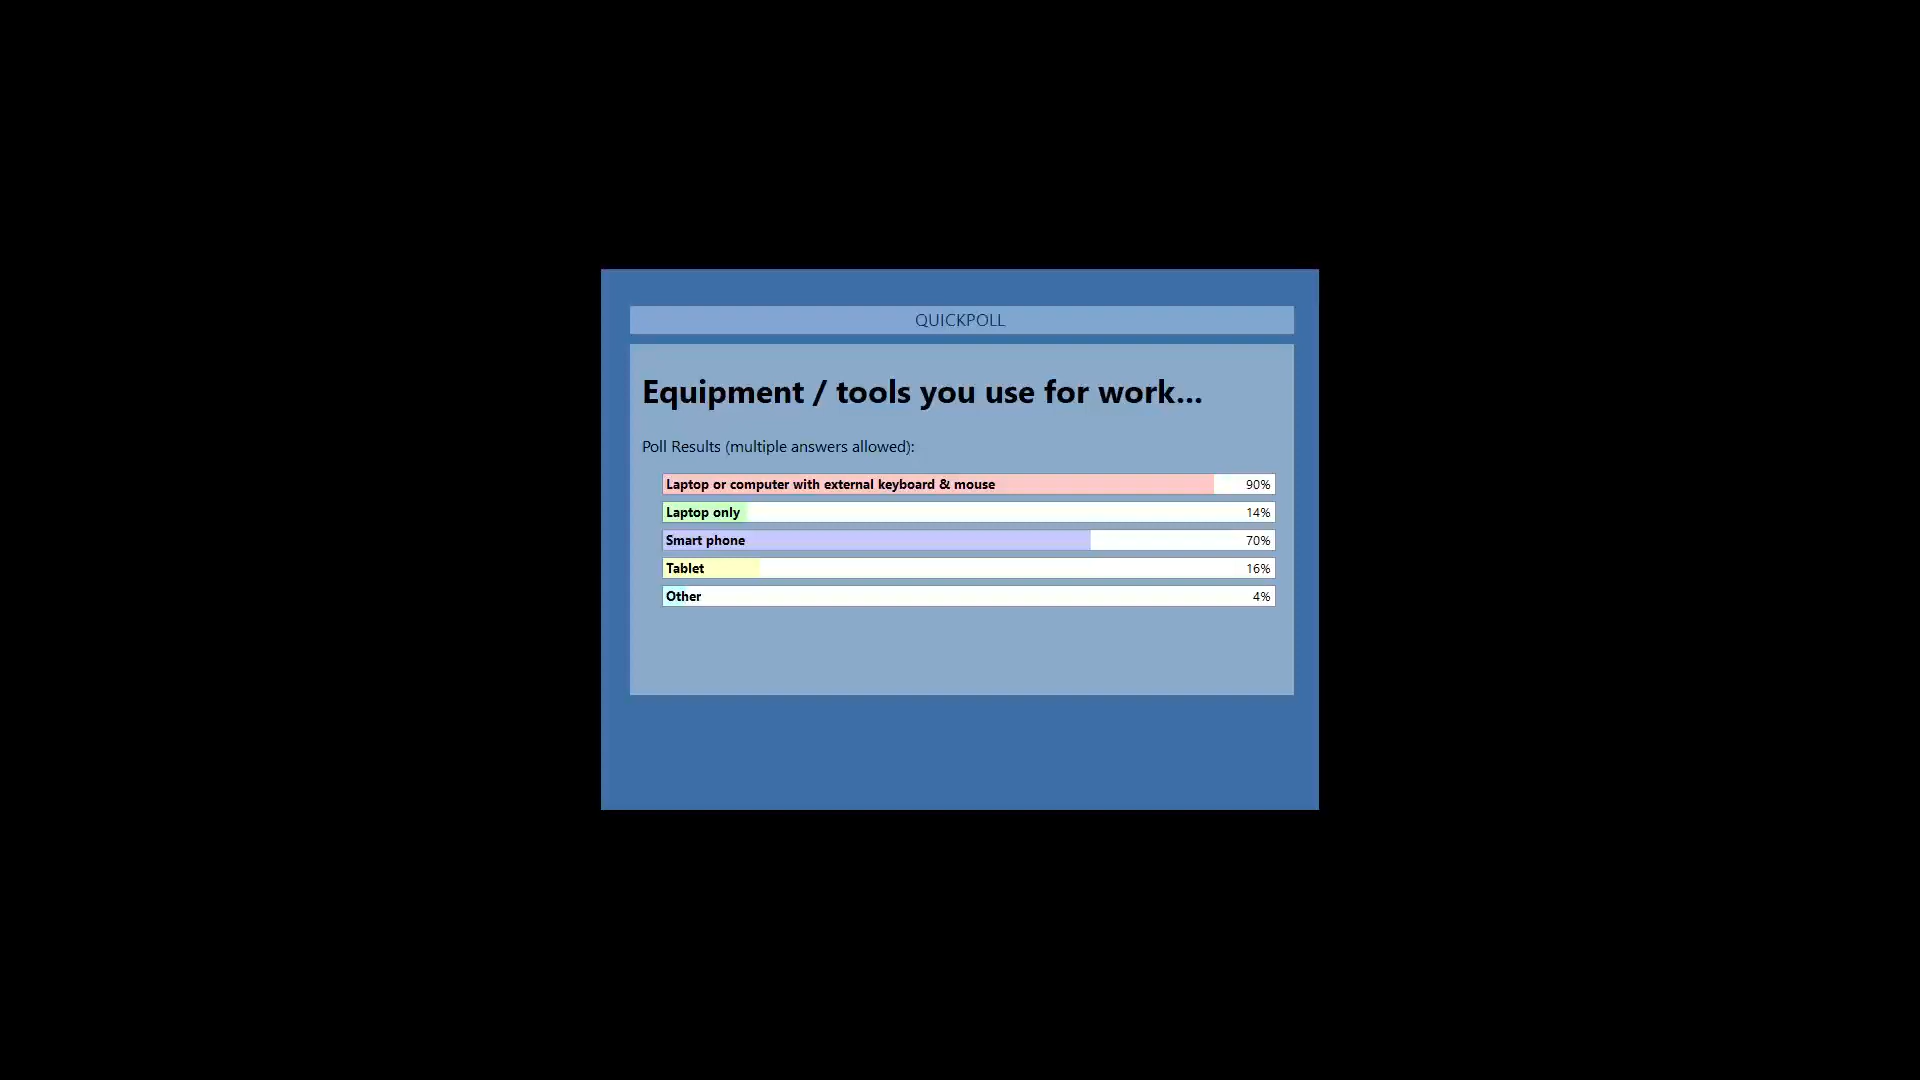 QUICKPOLL
Equipment / tools you use for work...
Poll Results (multiple answers allowed):
Laptop or computer with external keyboard & mouse 90%
Laptop only 14%
Smart phone 70%
Tablet 16%
Other 4%